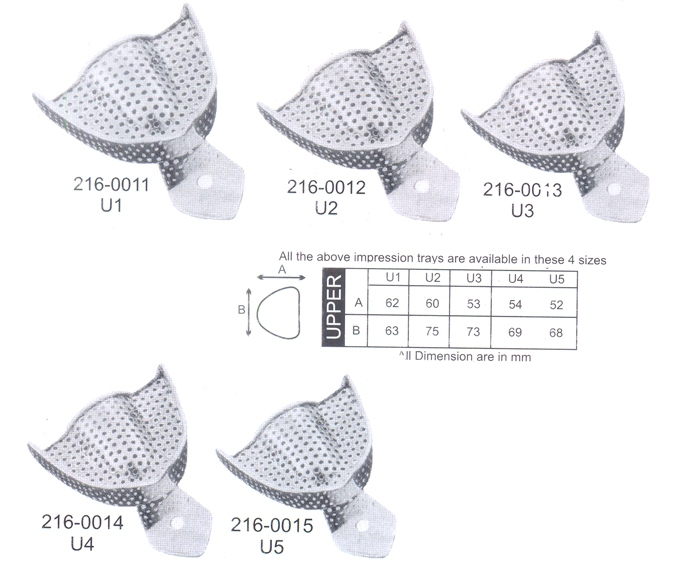 216-0011
U1
216-0012
U2
216-0013
U3
All the above impression trays are available in these 4 sizes
A
B
UPPER
U1 U2 U3 U4 U5
A 62 60 53 54 52
B 63 75 73 69 68
^ll Dimension are in mm
216-0014
U4
216-0015
U5